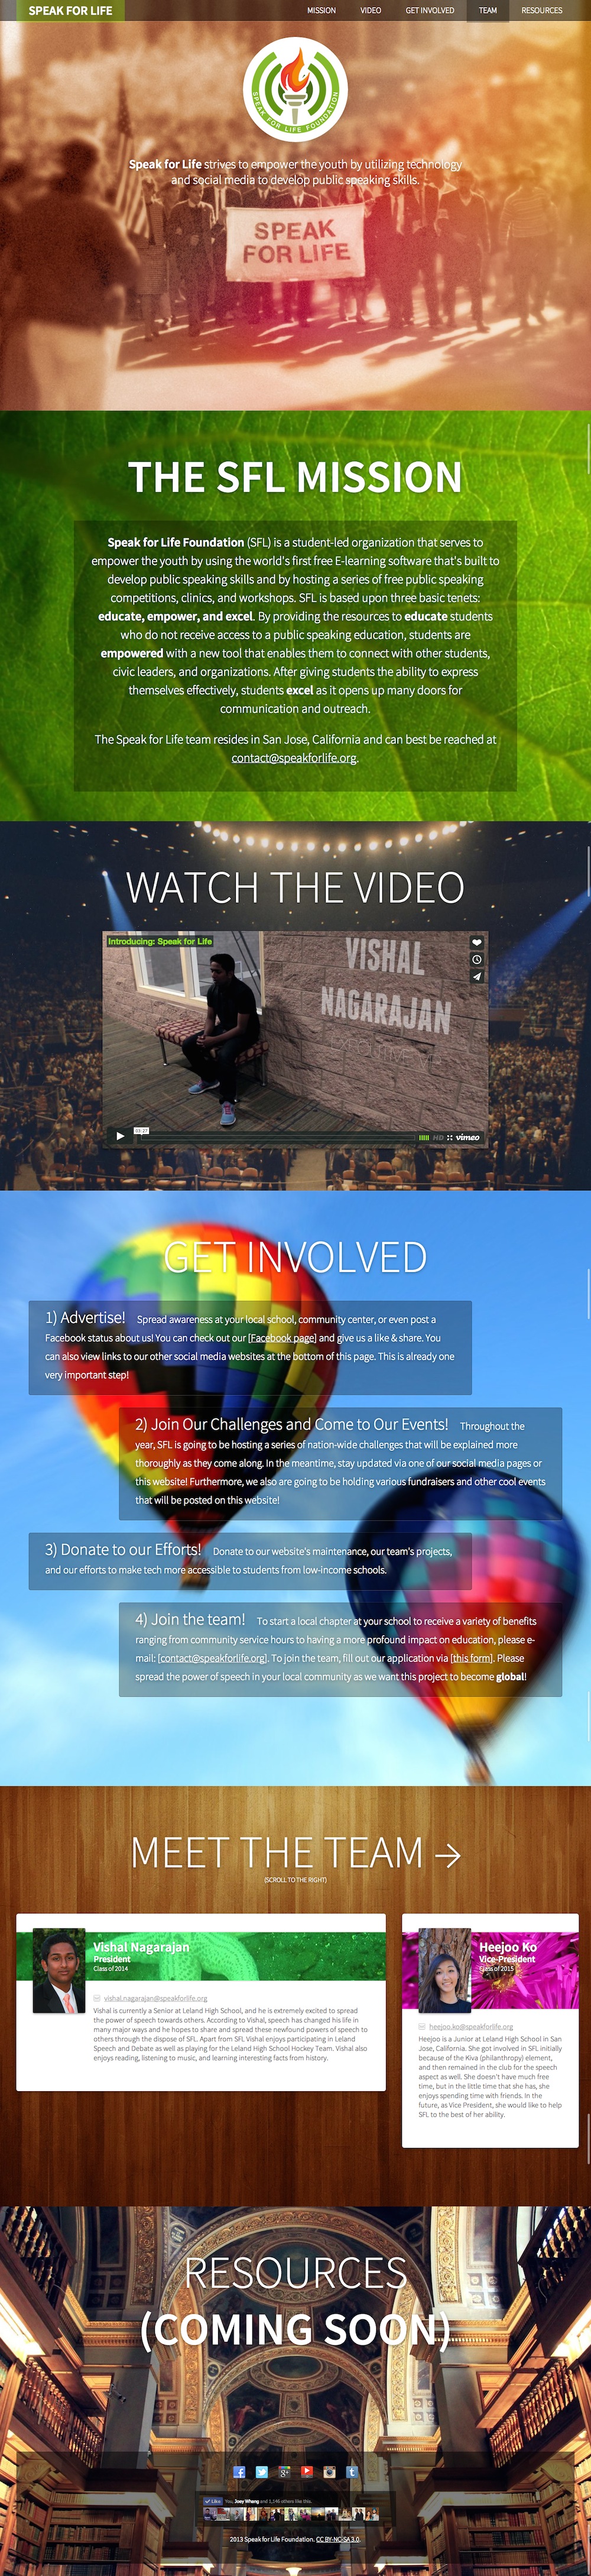 SPEAK FOR LIFE
MISSION VIDEO GET INVOLVED TEAM RESOURCES
SPEAK FOR LIFE FOUNDATION
Speak for Life strives to empower the youth by utilizing technology
and social media to develop public speaking skills.
SPEAK
FOR LIFE
THE SFL MISSION
Speak for Life Foundation (SFL) is a student-led organization that serves to
empower the youth by using the world's first free E-learning software that's built to
develop public speaking skills and by hosting a series of free public speaking
competitions, clinics, and workshops. SFL is based upon three basic tenets:
educate, empower, and excel. By providing the resources to educate students
who do not receive access to a public speaking education, students are
empowered with a new tool that enables them to connect with other students,
civic leaders, and organizations. After giving students the ability to express
themselves effectively, students excel as it opens up many doors for
communication and outreach.
The Speak for Life team resides in San Jose, California and can best be reached at
contact@speakforlife.org.
WATCH THE VIDEO
Introducing: Speak for Life
VISHAL
NAGARAJAN
HD vimeo
GET INVOLVED
1) Advertise! Spread awareness at your local school, community center, or even post a
Facebook status about us! You can check out our [Facebook page] and give us a like & share. You
can also view links to our other social media websites at the bottom of this page. This is already one
very important step!
2) Join Our Challenges and Come to Our Events! Throughout the
year, SFL is going to be hosting a series of nation-wide challenges that will be explained more
thoroughly as they come along. In the meantime, stay updated via one of our social media pages or
this website! Furthermore, we also are going to be holding various fundraisers and other cool events
that will be posted on this website!
3) Donate to our Efforts! Donate to our website's maintenance, our team's projects,
and our efforts to make tech more accessible to students from low-income schools.
4) Join the team! To start a local chapter at your school to receive a variety of benefits
ranging from community service hours to having a more profound impact on education, please e-
mail: [contact@speakforlife.org]. To join the team, fill out our application via [this form]. Please
spread the power of speech in your local community as we want this project to become global!
MEET THE TEAM →
(SCROLL TO THE RIGHT)
Vishal Nagarajan
President
Class of 2014
vishal.nagarajan@speakforlife.org
Vishal is currently a Senior at Leland High School, and he is extremely excited to spread
the power of speech towards others. According to Vishal, speech has changed his life in
many major ways and he hopes to share and spread these newfound powers of speech to
others through the dispose of SFL. Apart from SFL Vishal enjoys participating in Leland
Speech and Debate as well as playing for the Leland High School Hockey Team. Vishal also
enjoys reading, listening to music, and learning interesting facts from history.
Heejoo Ko
Vice-President
Class of 2015
heejoo.ko@speakforlife.org
Heejoo is a Junior at Leland High School in San
Jose, California. She got involved in SFL initially
because of the Kiva (philanthropy) element,
and then remained in the club for the speech
aspect as well. She doesn't have much free
time, but in the little time that she has, she
enjoys spending time with friends. In the
future, as Vice President, she would like to help
SFL to the best of her ability.
RESOURCES
(COMING SOON)
Like You, Joey Whang and 1,146 others like this.
2013 Speak for Life Foundation. CC BY-NC-SA 3.0.